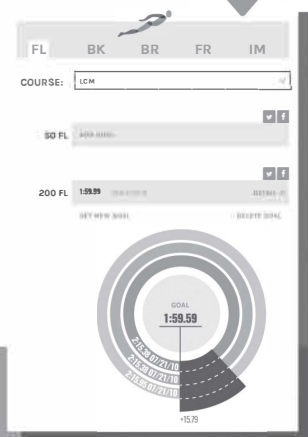 FL BK BR FR IM
COURSE: LCM
50 FL
200 FL 1:59.99
SET NEW GOAL DELETE GOAL
GOAL
1:59.59
2:15.38 07/21/10
2:15.38 07/21/10
2:15.35 07/21/10
+15.79